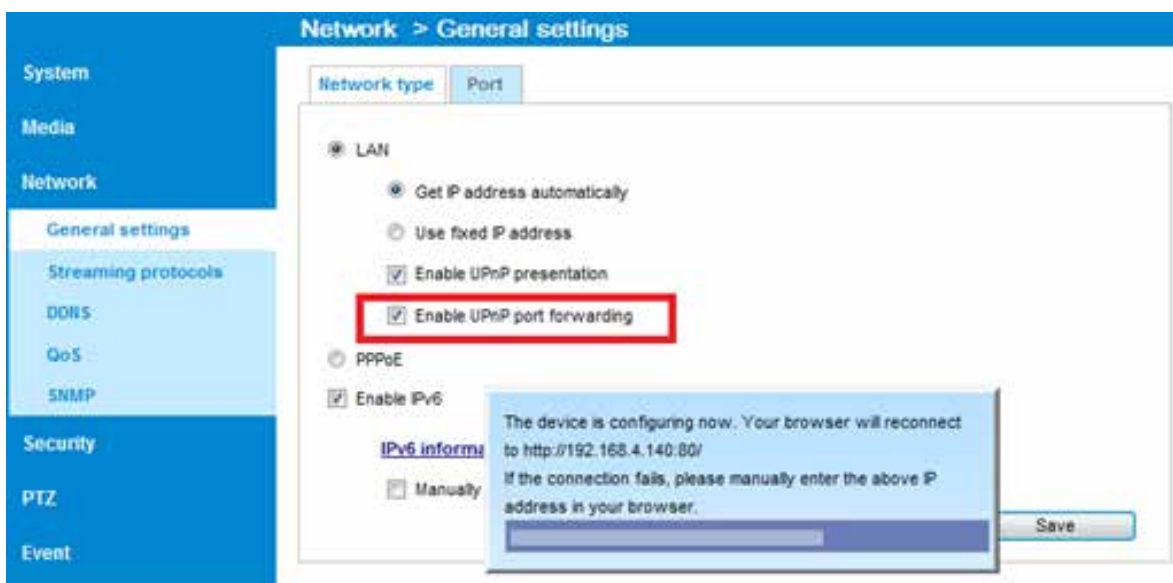 Network > General settings
System
Media
Network
General settings
Streaming protocols
DDNS
QoS
SNMP
Security
PTZ
Event
Network type
Port
LAN
Get IP address automatically
Use fixed IP address
Enable UPnP presentation
Enable UPnP port forwarding
PPPoE
Enable IPv6
IPv6 informa
Manually
The device is configuring now. Your browser will reconnect
to http://192.168.4.140:80/
If the connection fails, please manually enter the above IP
address in your browser.
Save